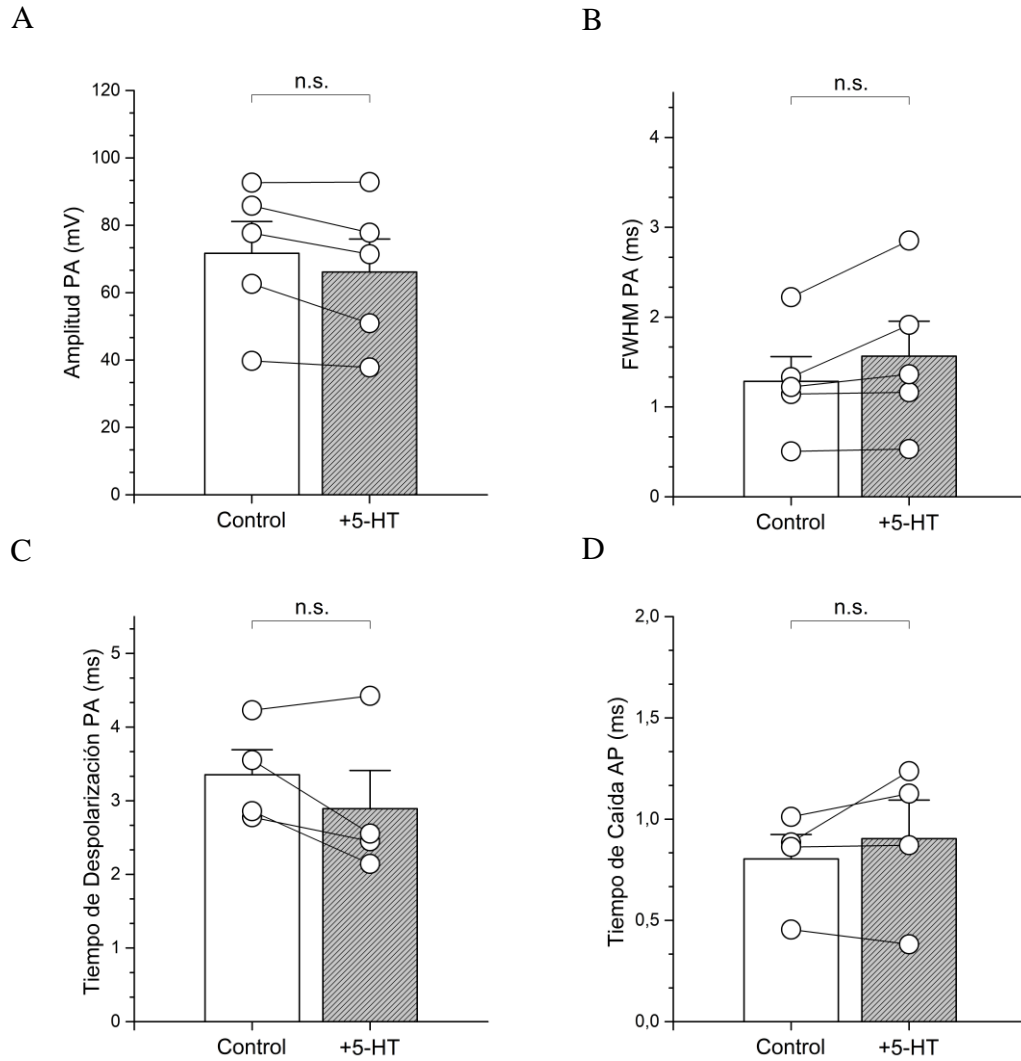 A
n.s.
Amplitud PA (mV)
120
100
80
60
40
20
0
Control
+5-HT
B
n.s.
FWHM PA (ms)
4
3
2
1
0
Control
+5-HT
C
n.s.
Tiempo de Despolarización PA (ms)
5
4
3
2
1
0
Control
+5-HT
D
n.s.
Tiempo de Caída AP (ms)
2,0
1,5
1,0
0,5
0,0
Control
+5-HT